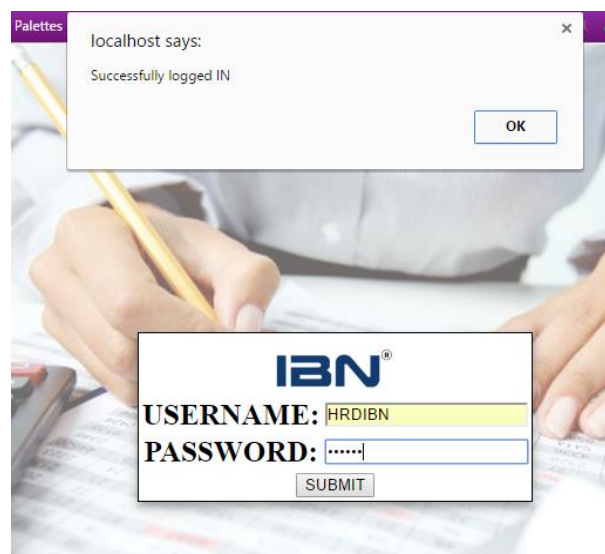 Palettes
localhost says:
Successfully logged IN
OK
IBN®
USERNAME: HRDIBN
PASSWORD: ······
SUBMIT